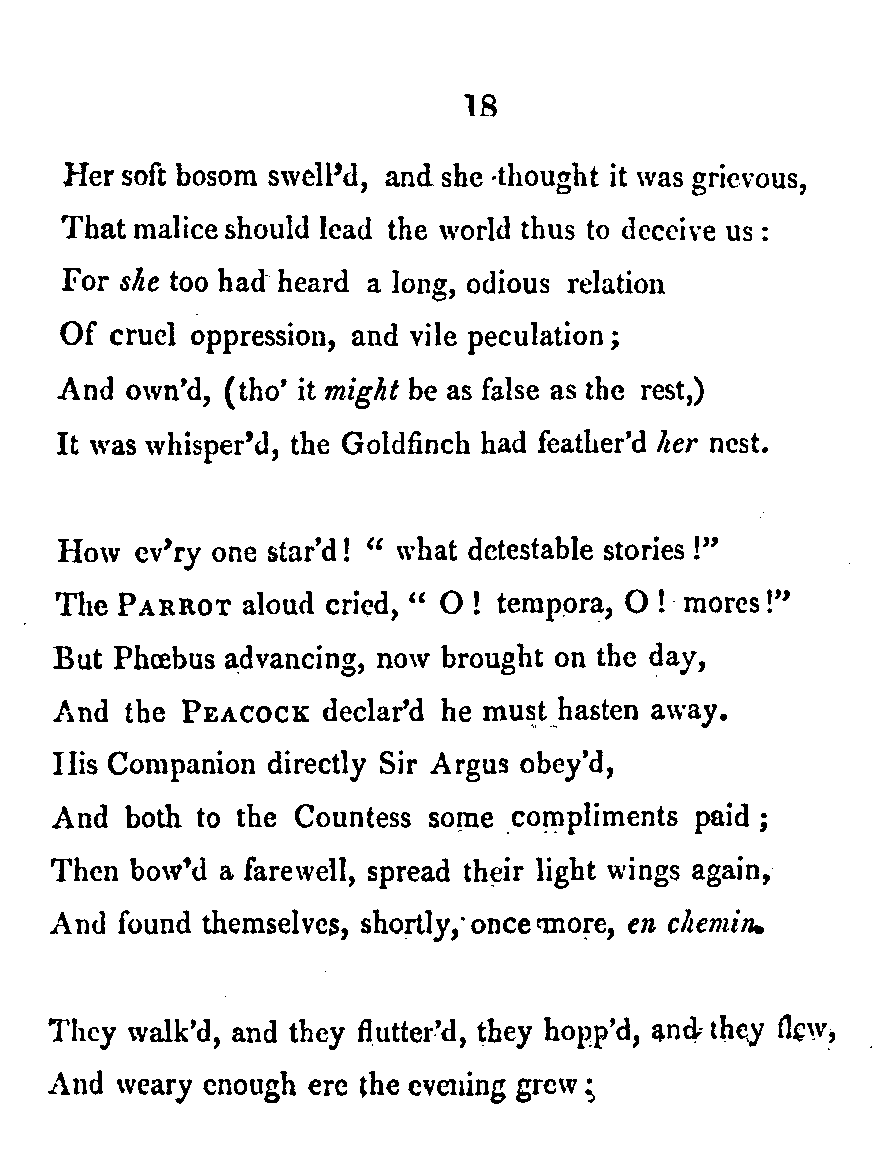 18
Her soft bosom swell'd, and she thought it was grievous,
That malice should lead the world thus to deceive us :
For she too had heard a long, odious relation
Of cruel oppression, and vile peculation ;
And own'd, (tho' it might be as false as the rest,)
It was whisper'd, the Goldfinch had feather'd her nest.
How ev'ry one star'd ! “ what detestable stories !”
The PARROT aloud cried, “ O ! tempora, O ! mores !”
But Phœbus advancing, now brought on the day,
And the PEACOCK declar'd he must hasten away.
His Companion directly Sir Argus obey'd,
And both to the Countess some compliments paid ;
Then bow'd a farewell, spread their light wings again,
And found themselves, shortly, once more, en chemin.
They walk'd, and they flutter'd, they hopp'd, and they flew,
And weary enough ere the evening grew ;